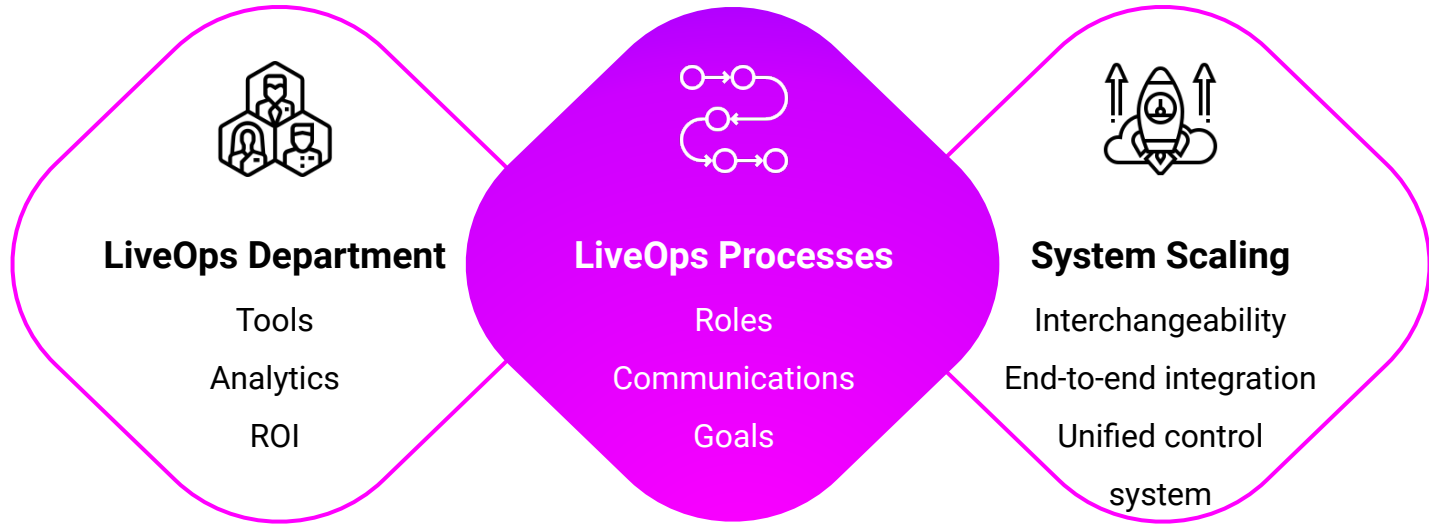 LiveOps Department
Tools
Analytics
ROI
LiveOps Processes
Roles
Communications
Goals
System Scaling
Interchangeability
End-to-end integration
Unified control
system